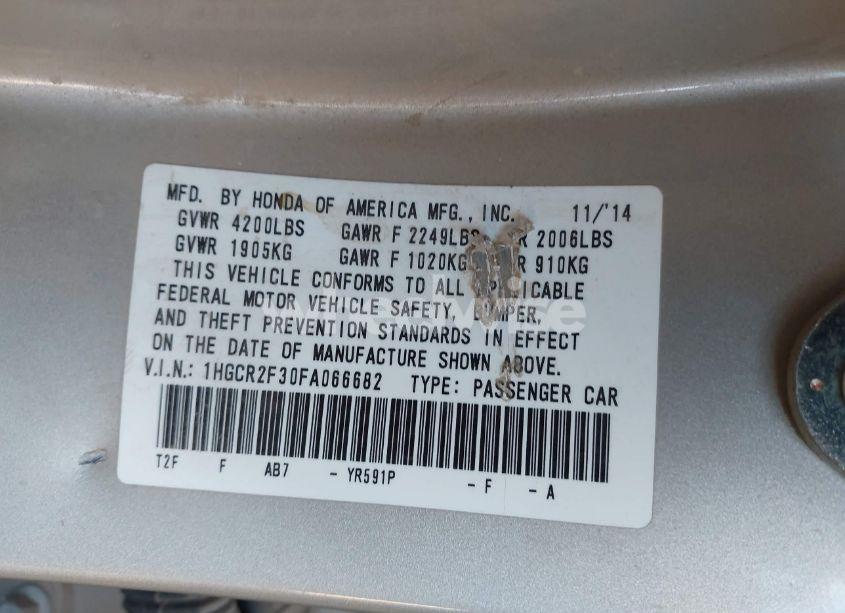 MFD. BY HONDA OF AMERICA MFG., INC. 11/'14
GVWR 4200LBS GAWR F 2249LBS R 2006LBS
GVWR 1905KG GAWR F 1020KG R 910KG
THIS VEHICLE CONFORMS TO ALL APPLICABLE
FEDERAL MOTOR VEHICLE SAFETY, BUMPER,
AND THEFT PREVENTION STANDARDS IN EFFECT
ON THE DATE OF MANUFACTURE SHOWN ABOVE.
V.I.N.: 1HGCR2F30FA066682 TYPE: PASSENGER CAR
T2F F AB7 - YR591P - F - A